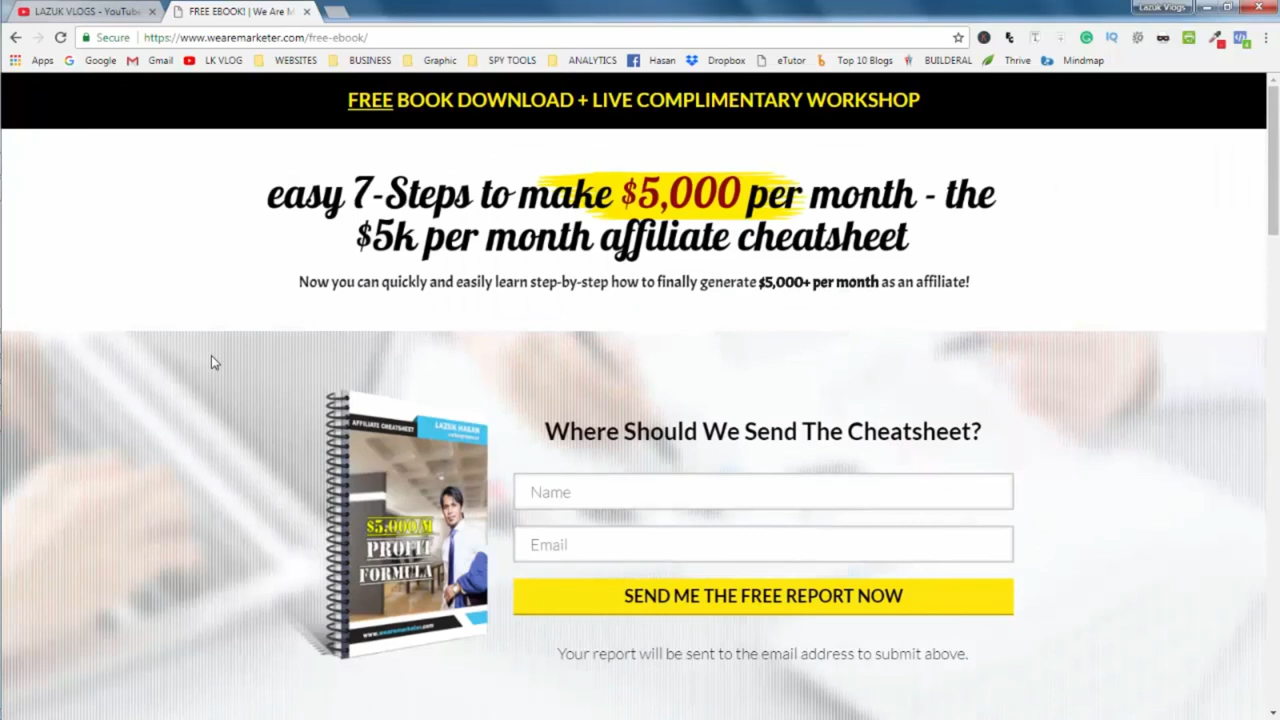 LAZUK VLOGS - YouTube
FREE EBOOK! | We Are M
Lazuk Vlogs
Secure
https://www.wearemarketer.com/free-ebook/
Apps Google Gmail LK VLOG WEBSITES BUSINESS Graphic SPY TOOLS ANALYTICS Hasan Dropbox eTutor Top 10 Blogs BUILDERAL Thrive Mindmap
FREE BOOK DOWNLOAD + LIVE COMPLIMENTARY WORKSHOP
easy 7-Steps to make $5,000 per month - the
$5k per month affiliate cheatsheet
Now you can quickly and easily learn step-by-step how to finally generate $5,000+ per month as an affiliate!
AFFILIATE CHEATSHEET
LAZUK HASAN
$5.000/M
PROFIT
FORMULA
www.wearemarketer.com
Where Should We Send The Cheatsheet?
Name
Email
SEND ME THE FREE REPORT NOW
Your report will be sent to the email address to submit above.